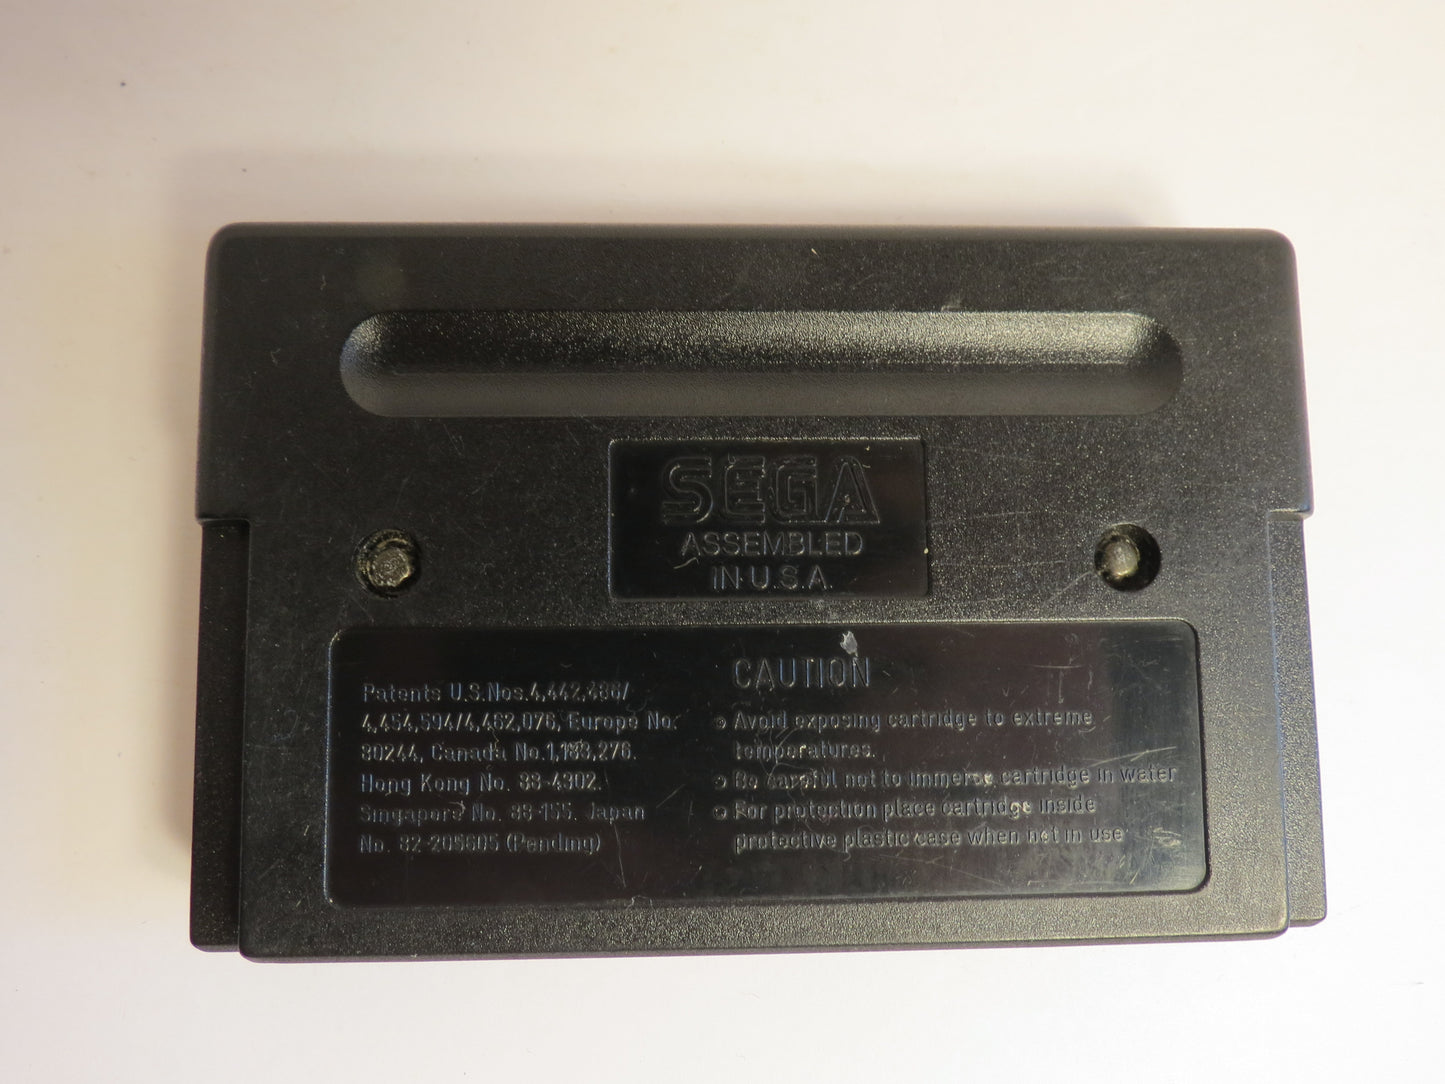 SEGA
ASSEMBLED
IN U.S.A.
Patents U.S.Nos.4,442,486/
4,454,594/4,462,076, Europe No.
80244, Canada No.1,183,276.
Hong Kong No. 88-4302.
Singapore No. 88-155. Japan
No. 82-205605 (Pending)
CAUTION
Avoid exposing cartridge to extreme
temperatures.
Be careful not to immerse cartridge in water
For protection place cartridge inside
protective plastic case when not in use